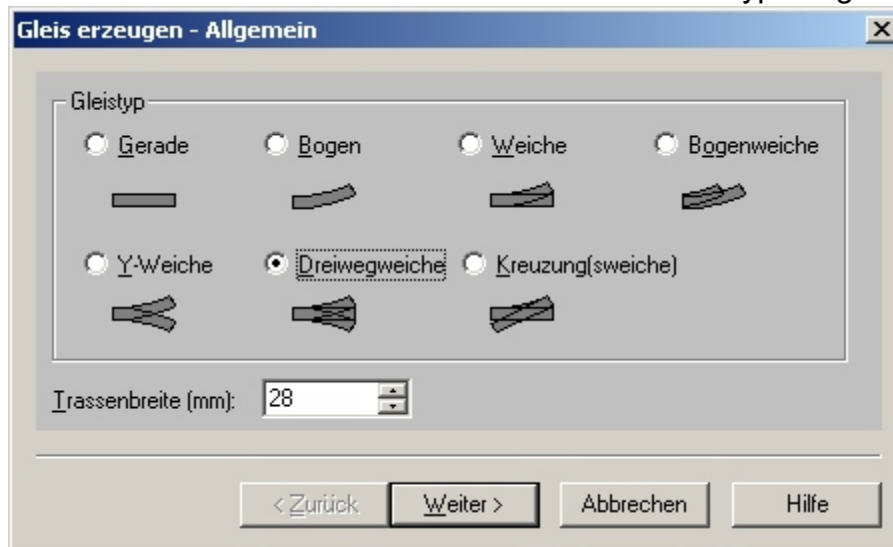 Gleis erzeugen - Allgemein
Gleistyp
Gerade Bogen Weiche Bogenweiche
Y-Weiche Dreiwegweiche Kreuzung(sweiche)
Trassenbreite (mm): 28
< Zurück Weiter > Abbrechen Hilfe